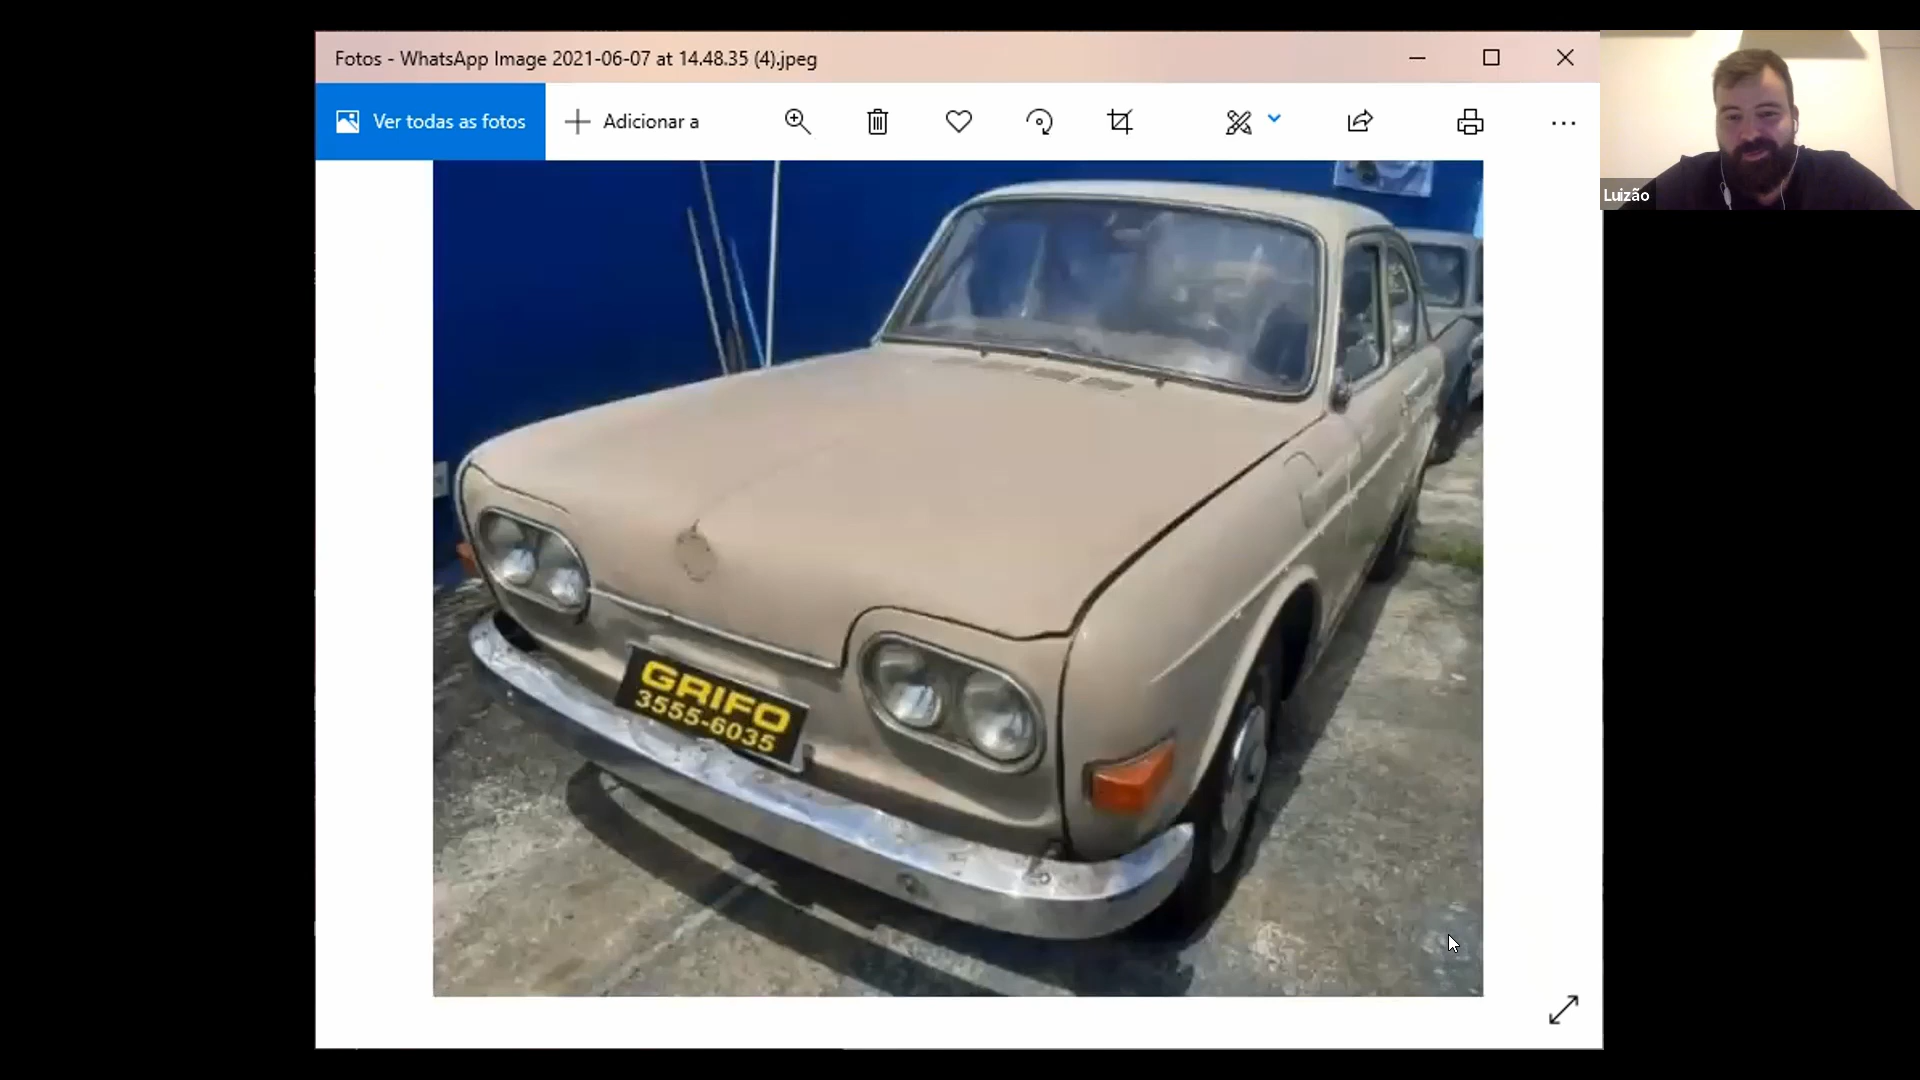 Fotos - WhatsApp Image 2021-06-07 at 14.48.35 (4).jpeg
Ver todas as fotos
Adicionar a
Luizão
GRIFO
3555-6035